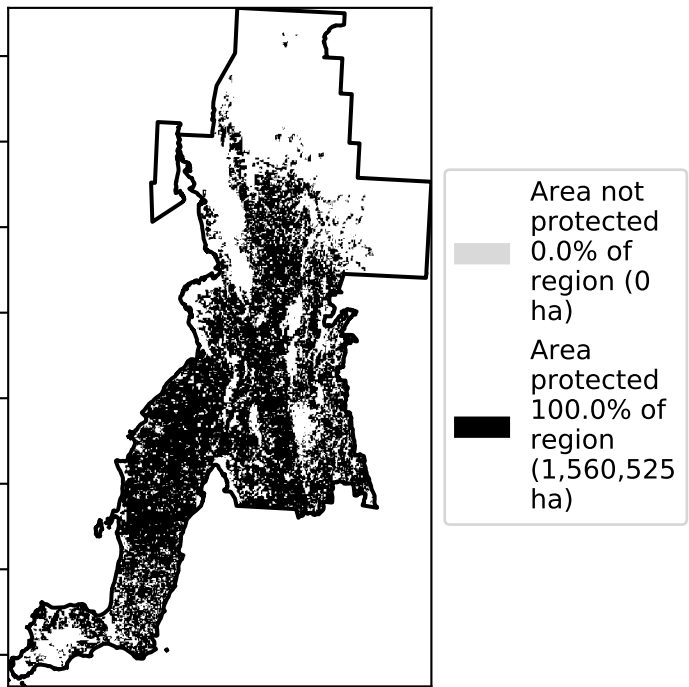 Area not
protected
0.0% of
region (0
ha)
Area
protected
100.0% of
region
(1,560,525
ha)